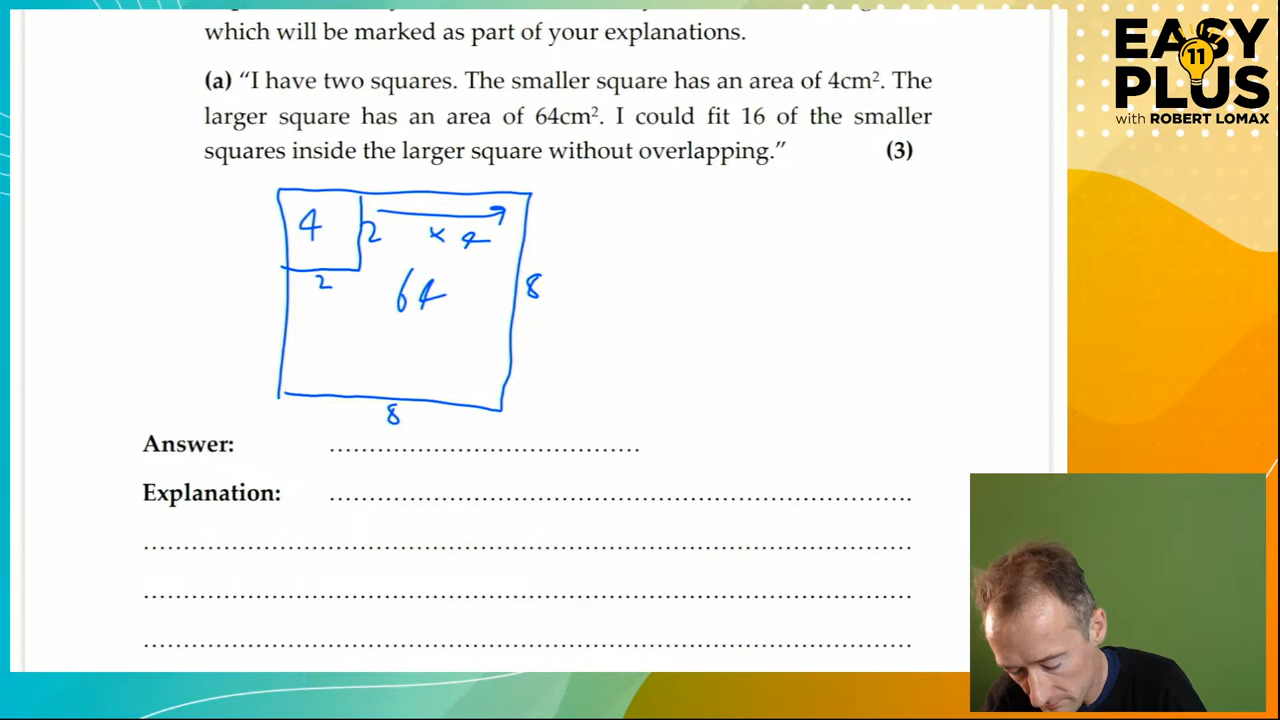 which will be marked as part of your explanations.
(a) “I have two squares. The smaller square has an area of 4cm². The
larger square has an area of 64cm². I could fit 16 of the smaller
squares inside the larger square without overlapping.” (3)
4 2 × 4
2
64 8
8
Answer: .......................................
Explanation: .........................................................................
................................................................................................
................................................................................................
................................................................................................
EASY
11
PLUS
with ROBERT LOMAX